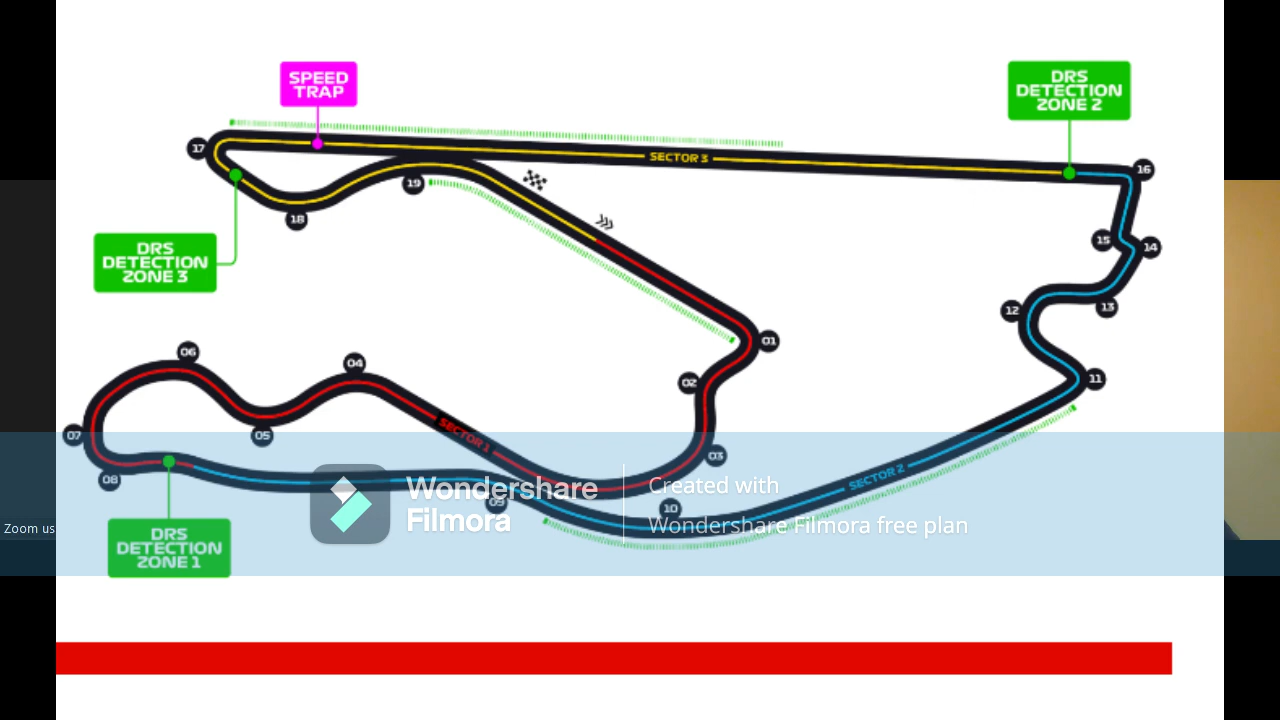 SPEED
TRAP
DRS
DETECTION
ZONE 2
17
SECTOR 3
16
19
18
15
14
DRS
DETECTION
ZONE 3
12
13
01
06
04
02
11
07
05
SECTOR 1
03
08
09
10
SECTOR 2
Wondershare
Filmora
Created with
Wondershare Filmora free plan
Zoom us
DRS
DETECTION
ZONE 1